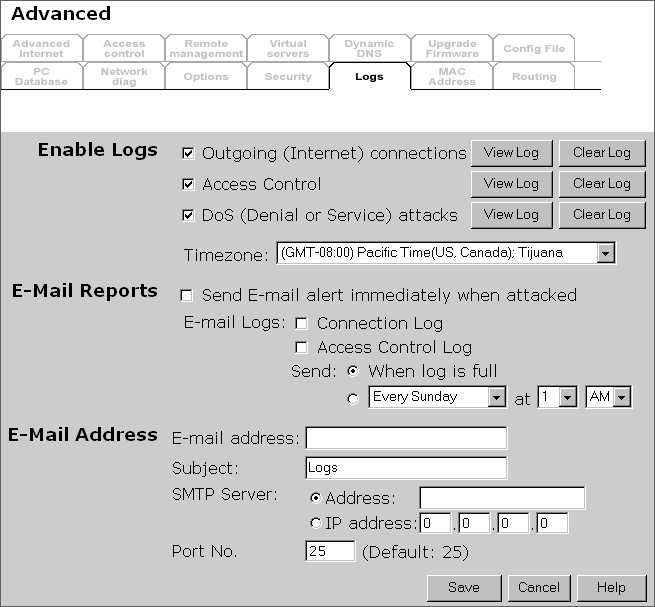 Advanced
Advanced Internet Access control Remote management Virtual servers Dynamic DNS Upgrade Firmware Config File
PC Database Network diag Options Security Logs MAC Address Routing
Enable Logs Outgoing (Internet) connections View Log Clear Log
Access Control View Log Clear Log
DoS (Denial or Service) attacks View Log Clear Log
Timezone: (GMT-08:00) Pacific Time(US, Canada); Tijuana
E-Mail Reports Send E-mail alert immediately when attacked
E-mail Logs: Connection Log
Access Control Log
Send: When log is full
Every Sunday at 1 AM
E-Mail Address E-mail address:
Subject: Logs
SMTP Server: Address:
IP address: 0 . 0 . 0 . 0
Port No. 25 (Default: 25)
Save Cancel Help